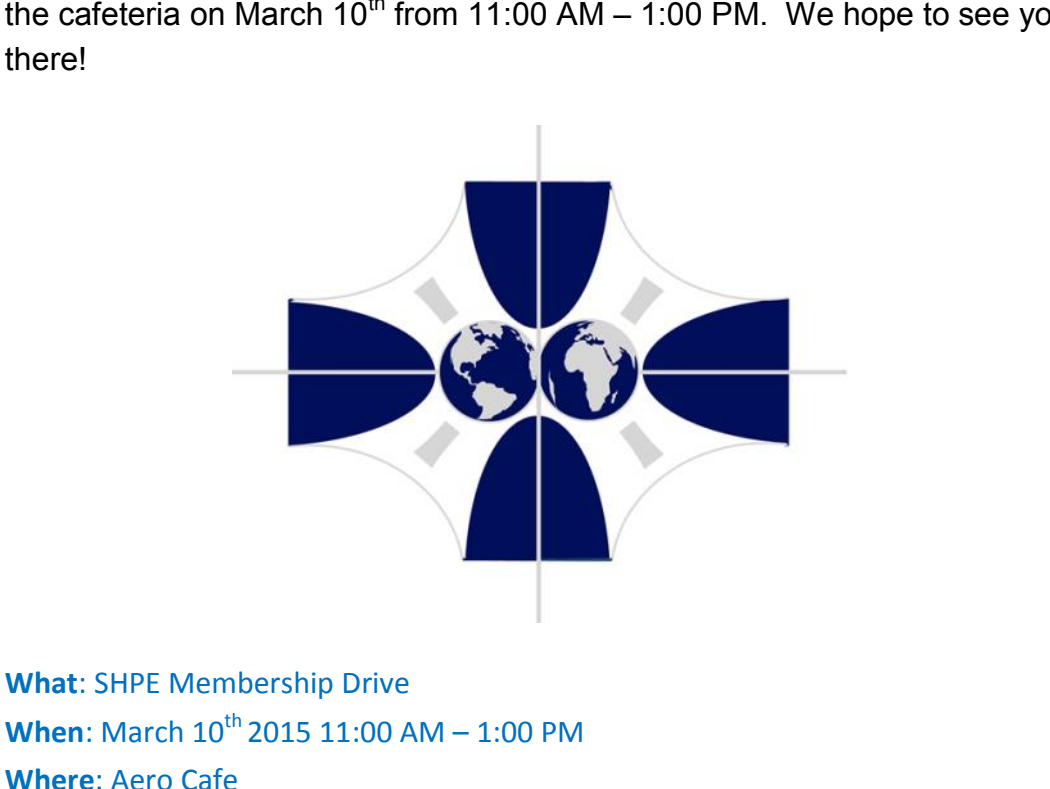 the cafeteria on March 10th from 11:00 AM – 1:00 PM.  We hope to see
there!
What: SHPE Membership Drive
When: March 10th 2015 11:00 AM – 1:00 PM
Where: Aero Cafe